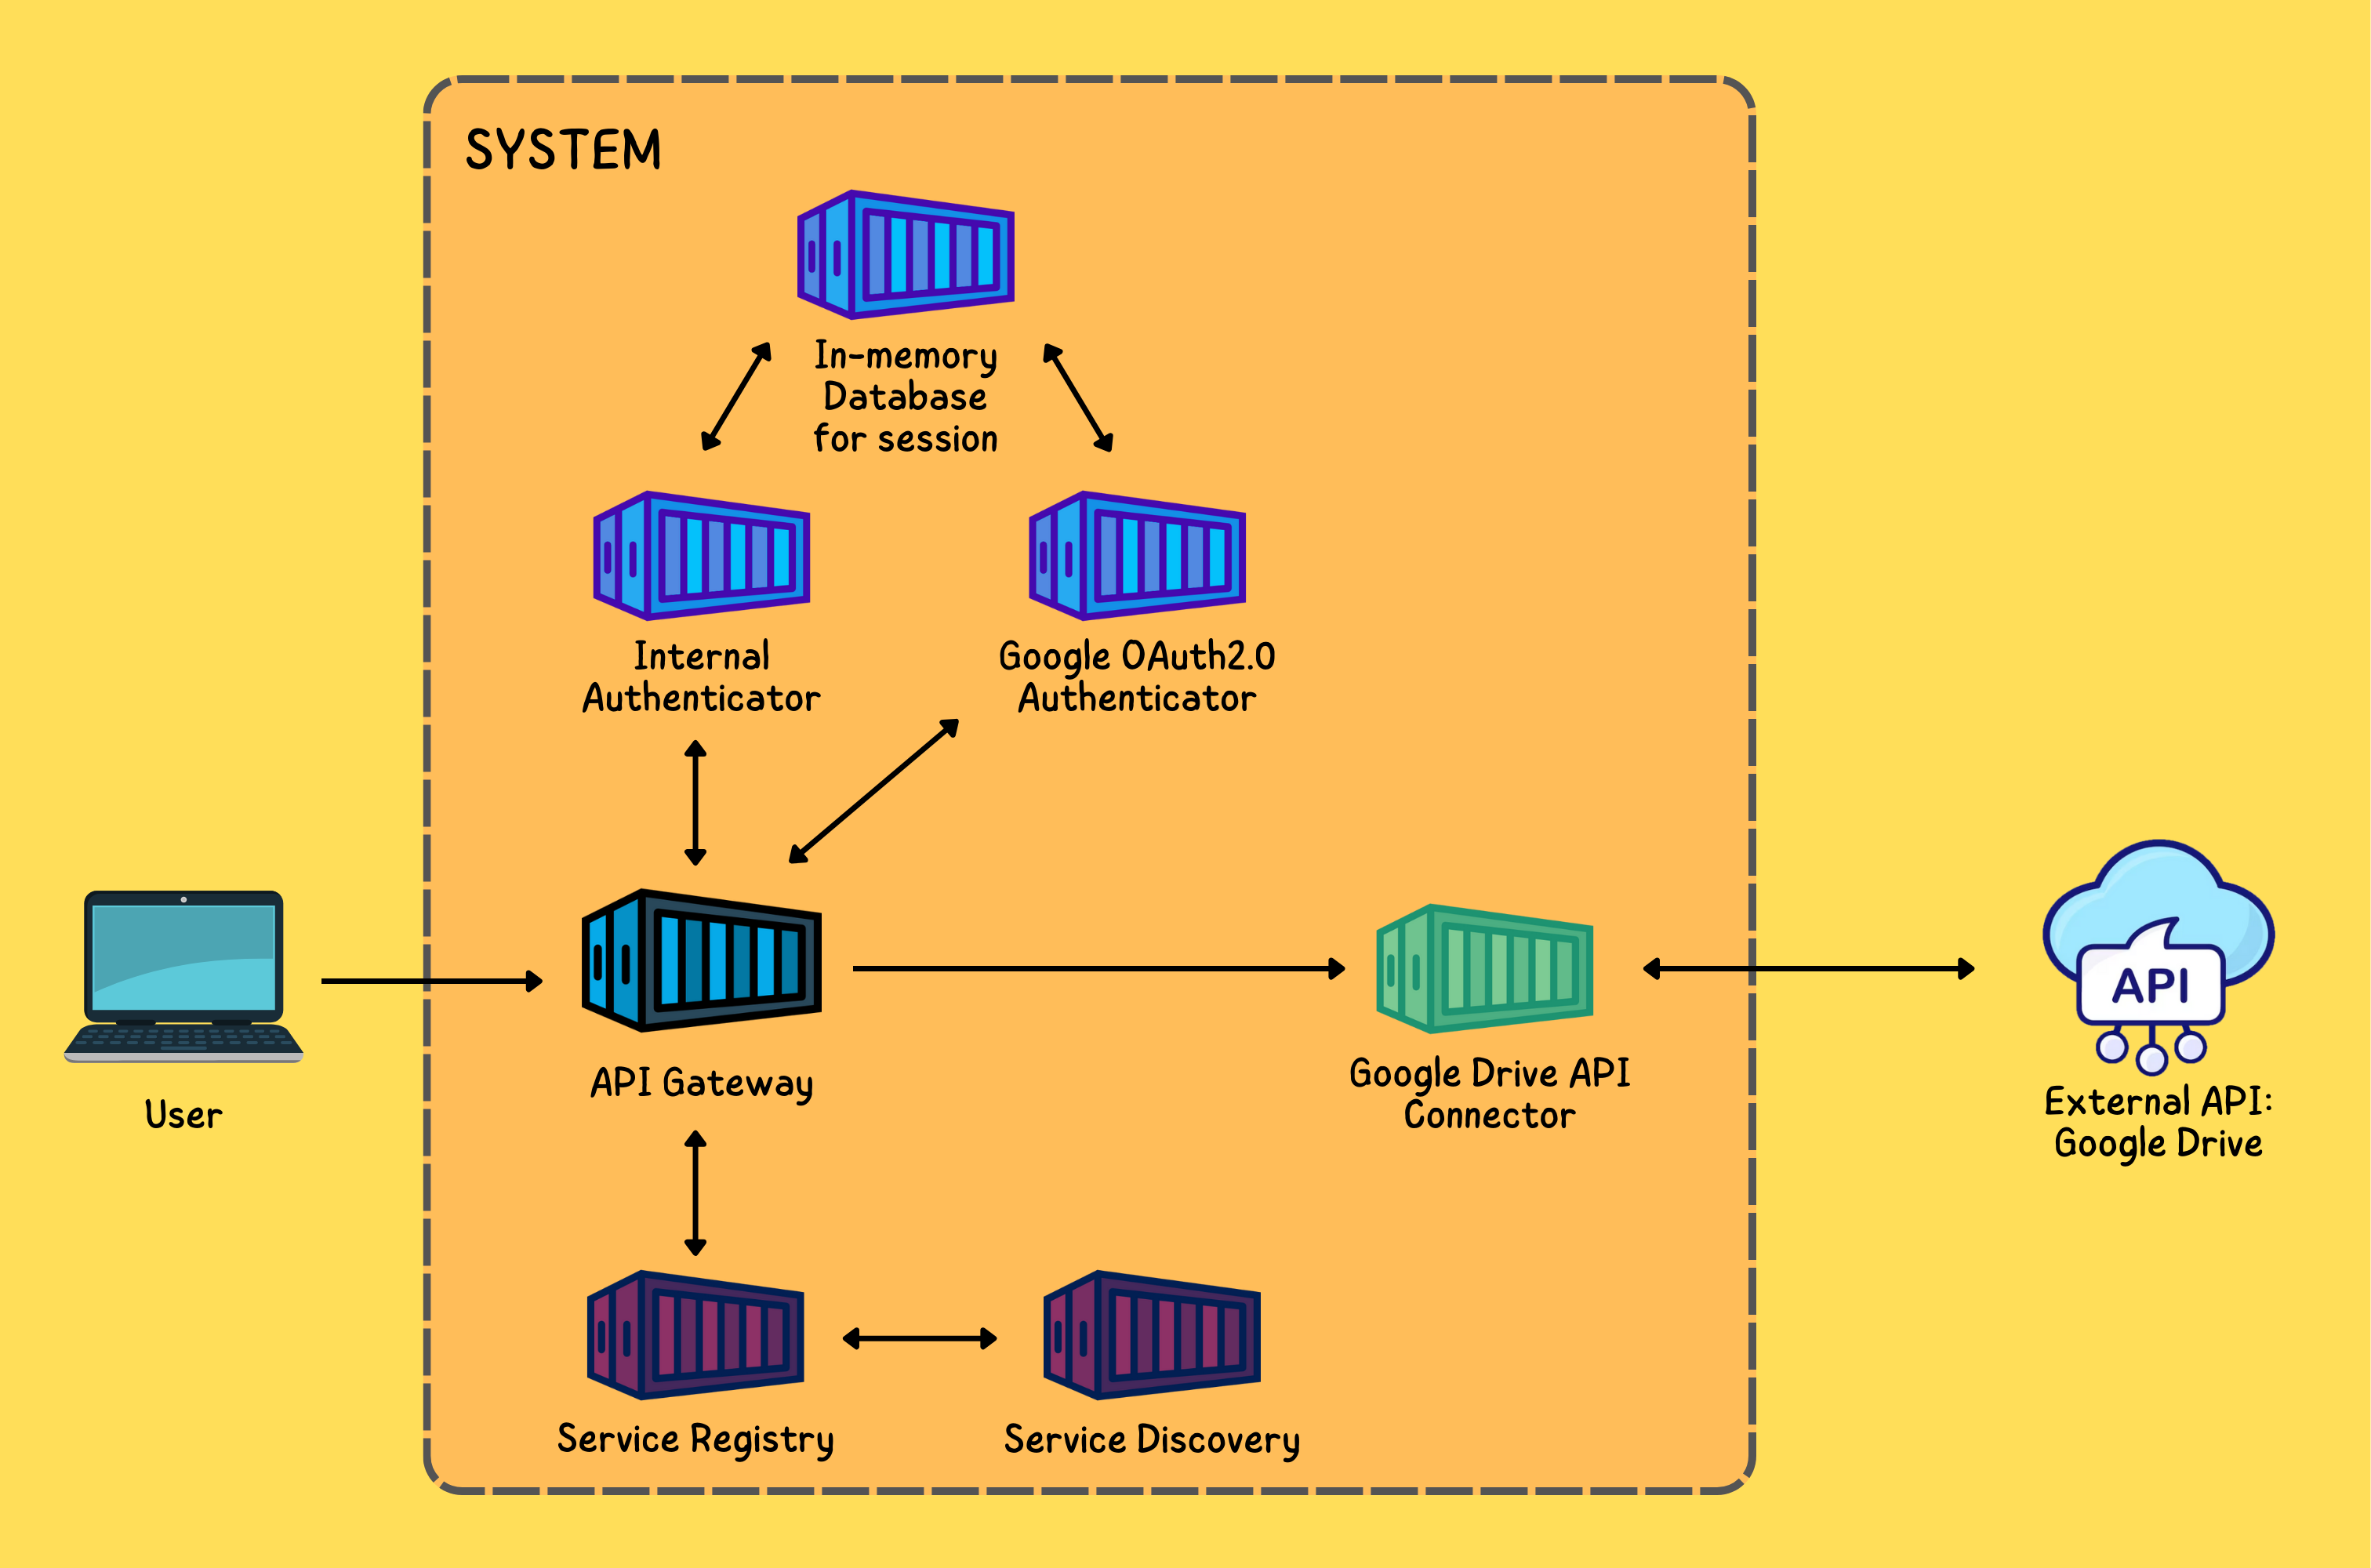 SYSTEM
In-memory
Database
for session
Internal
Authenticator
Google OAuth2.0
Authenticator
User
API Gateway
Google Drive API
Connector
API
External API:
Google Drive
Service Registry
Service Discovery